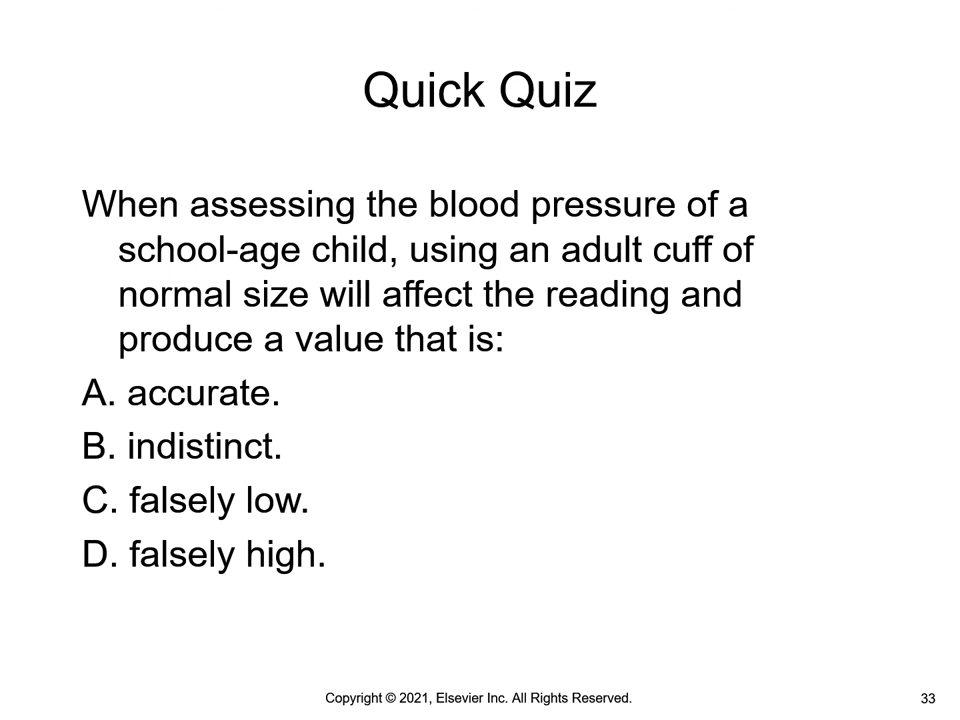 Quick Quiz
When assessing the blood pressure of a
school-age child, using an adult cuff of
normal size will affect the reading and
produce a value that is:
A. accurate.
B. indistinct.
C. falsely low.
D. falsely high.
Copyright © 2021, Elsevier Inc. All Rights Reserved.
33